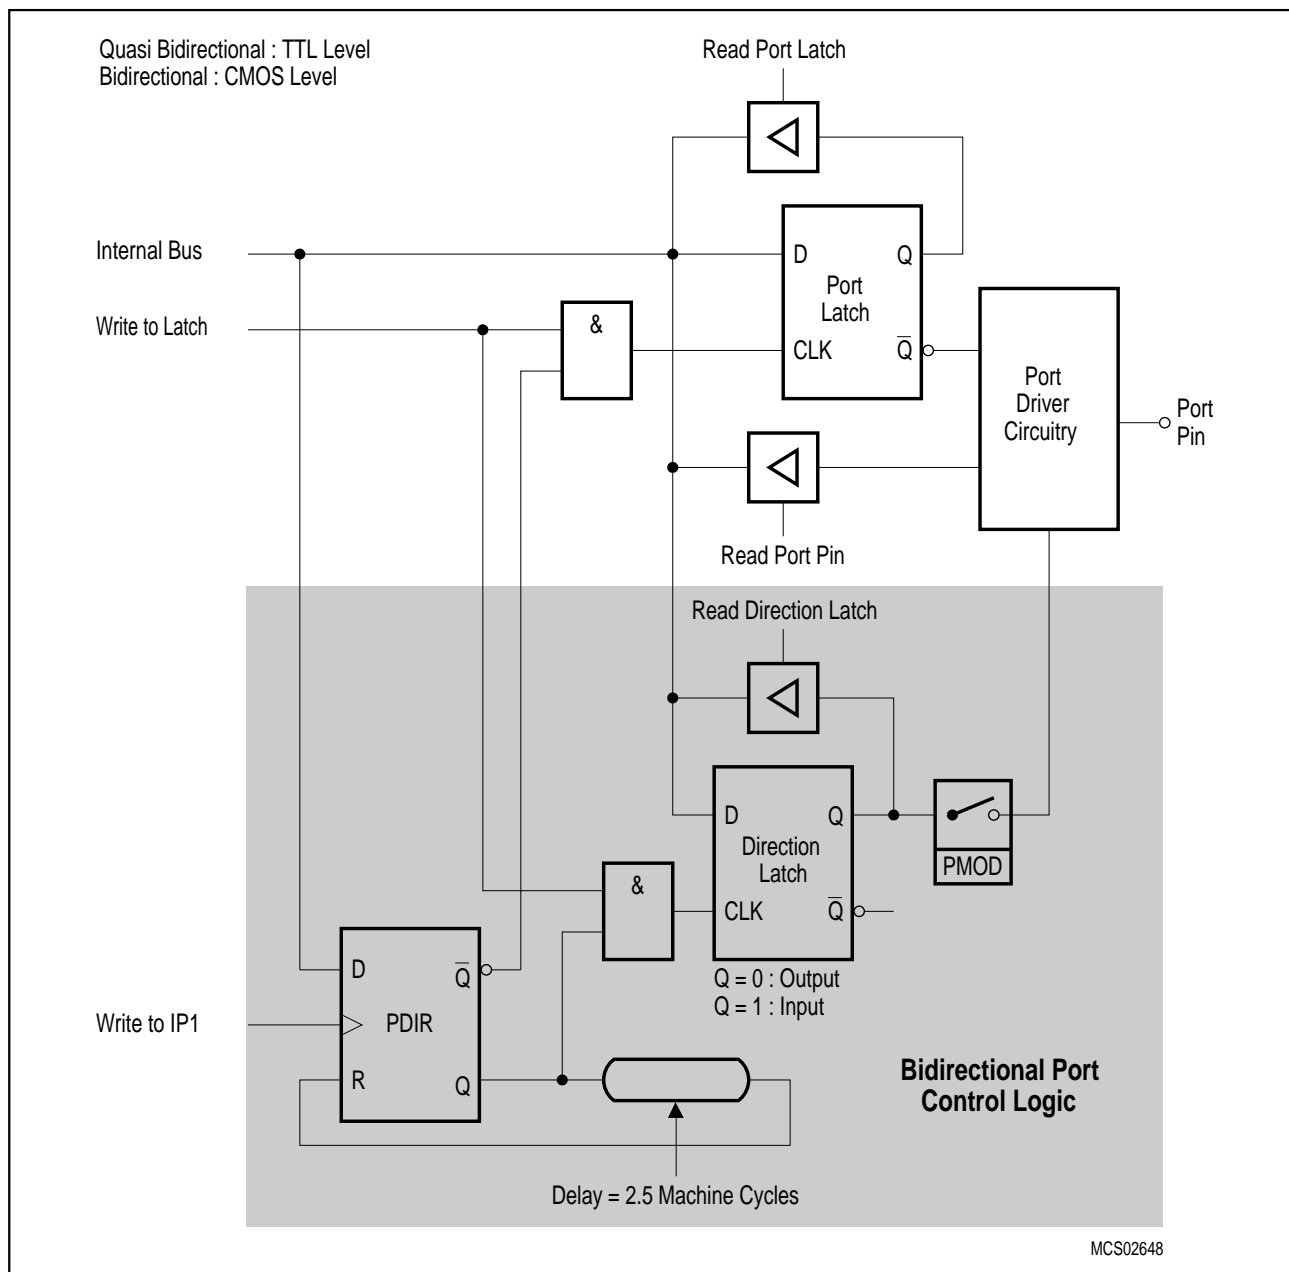 Quasi Bidirectional : TTL Level
Bidirectional : CMOS Level
Read Port Latch
Internal Bus
D
Q
Port
Latch
Write to Latch
&
CLK
Q̅
Port
Driver
Circuitry
Port
Pin
Read Port Pin
Read Direction Latch
D
Q
Direction
Latch
PMOD
&
CLK
Q̅
Q = 0 : Output
Q = 1 : Input
D
Q̅
Write to IP1
PDIR
R
Q
Bidirectional Port
Control Logic
Delay = 2.5 Machine Cycles
MCS02648